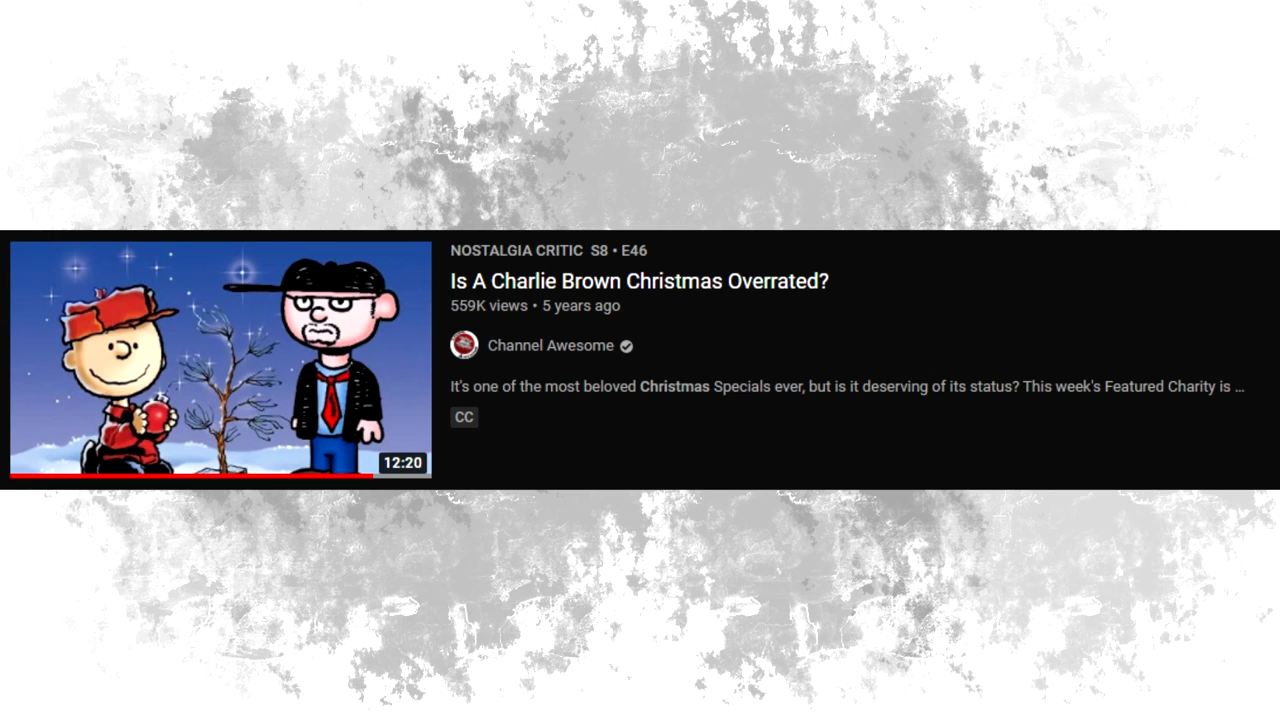 NOSTALGIA CRITIC S8 • E46
Is A Charlie Brown Christmas Overrated?
559K views • 5 years ago
Channel Awesome
It's one of the most beloved Christmas Specials ever, but is it deserving of its status? This week's Featured Charity is ...
CC
12:20